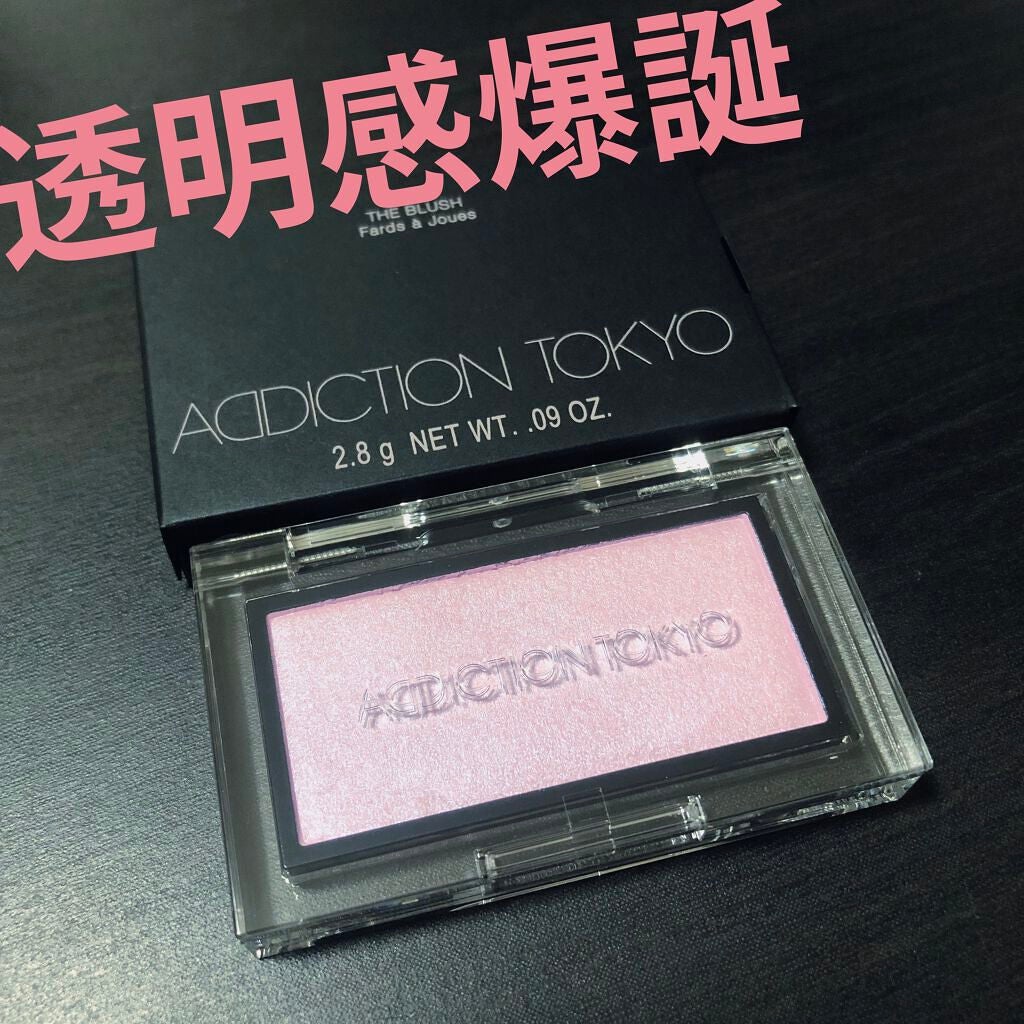 透明感爆誕
THE BLUSH
Fards à Joues
ADDICTION TOKYO
2.8 g NET WT. .09 OZ.
ADDICTION TOKYO